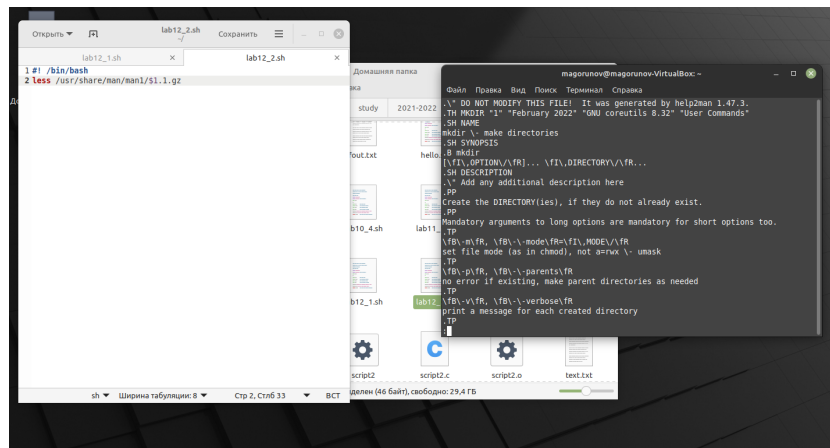 Открыть
lab12_2.sh
~/
Сохранить
lab12_1.sh
×
lab12_2.sh
×
1 #! /bin/bash
2 less /usr/share/man/man1/$1.1.gz
sh
Ширина табуляции: 8
Стр 2, Стлб 33
ВСТ
Домашняя папка
study
2021-2022
fout.txt
hello.
b10_4.sh
lab11_
b12_1.sh
lab12_
script2
script2.c
script2.o
text.txt
делен (46 байт), свободно: 29,4 ГБ
magorunov@magorunov-VirtualBox: ~
Файл Правка Вид Поиск Терминал Справка
.\" DO NOT MODIFY THIS FILE!  It was generated by help2man 1.47.3.
.TH MKDIR "1" "February 2022" "GNU coreutils 8.32" "User Commands"
.SH NAME
mkdir \- make directories
.SH SYNOPSIS
.B mkdir
[\fI\,OPTION\/\fR]... \fI\,DIRECTORY\/\fR...
.SH DESCRIPTION
.\" Add any additional description here
.PP
Create the DIRECTORY(ies), if they do not already exist.
.PP
Mandatory arguments to long options are mandatory for short options too.
.TP
\fB\-m\fR, \fB\-\-mode\fR=\fI\,MODE\/\fR
set file mode (as in chmod), not a=rwx \- umask
.TP
\fB\-p\fR, \fB\-\-parents\fR
no error if existing, make parent directories as needed
.TP
\fB\-v\fR, \fB\-\-verbose\fR
print a message for each created directory
.TP
: